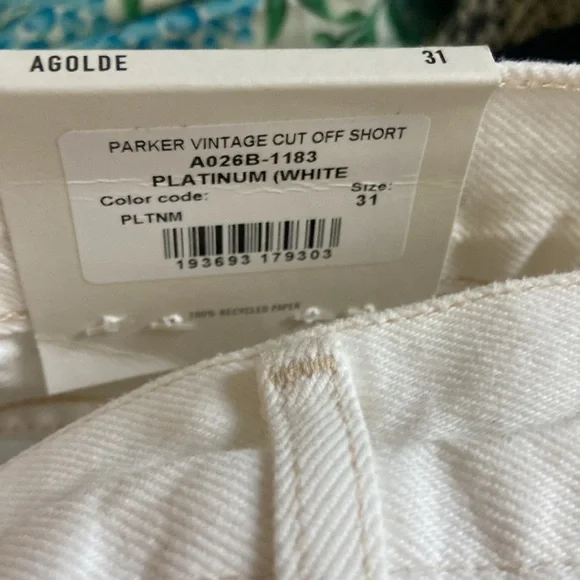 AGOLDE 31
PARKER VINTAGE CUT OFF SHORT
A026B-1183
PLATINUM (WHITE
Color code: Size:
PLTNM 31
193693 179303
100% RECYCLED PAPER